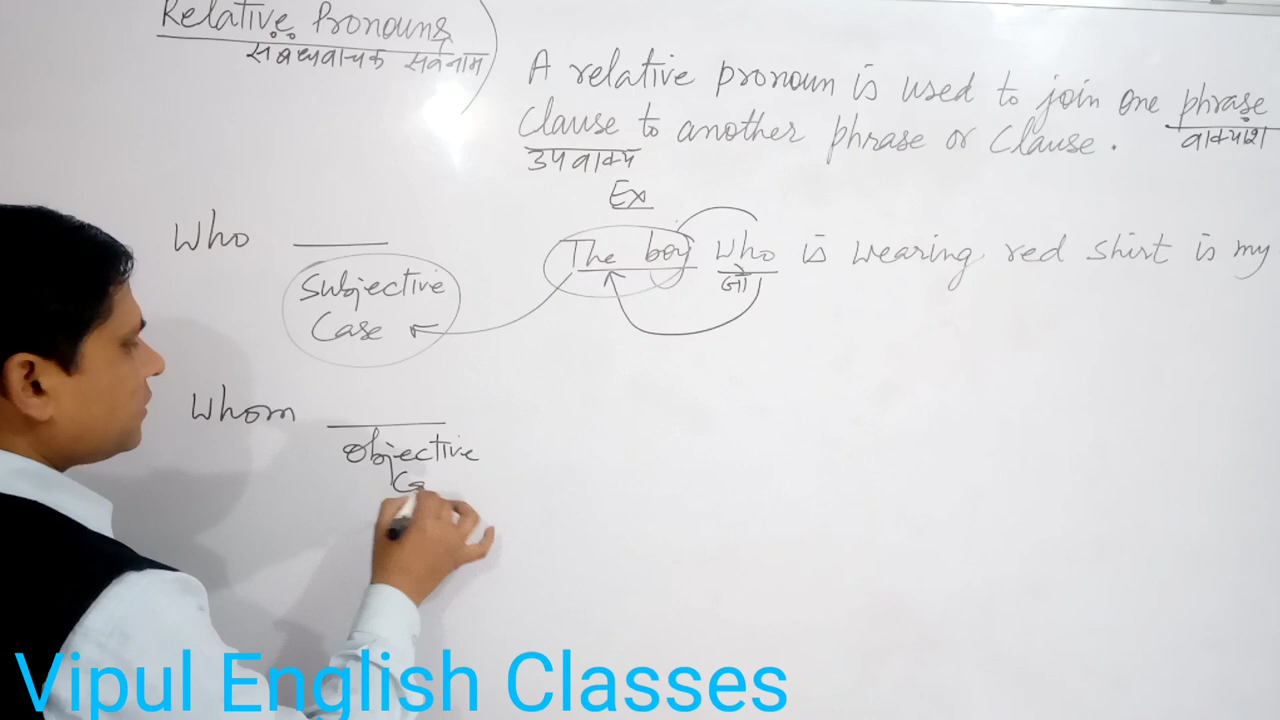 Relative Pronouns
सबधवाचक सर्वनाम
A relative pronoun is used to join one phrase
वाक्यांश
Clause to another phrase or Clause.
उपवाक्य
Ex
Who
Subjective
Case
The boy who is wearing red shirt is my
जो
Whom
Objective
Ca
Vipul English Classes